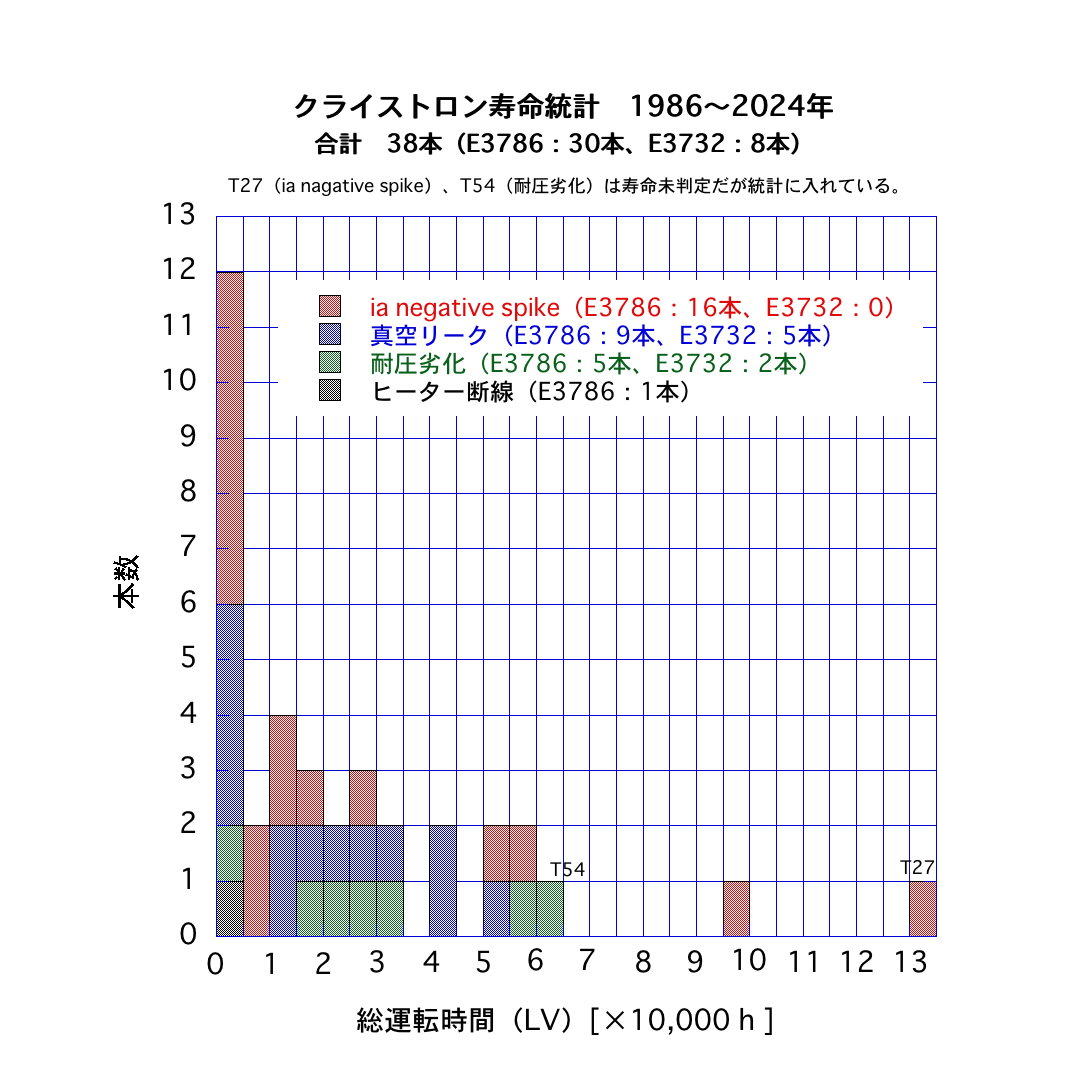 クライストロン寿命統計　1986〜2024年
合計　38本（E3786：30本、E3732：8本）
T27（ia nagative spike）、T54（耐圧劣化）は寿命未判定だが統計に入れている。
13
12
11
10
9
8
7
6
5
4
3
2
1
0
ia negative spike（E3786：16本、E3732：0）
真空リーク（E3786：9本、E3732：5本）
耐圧劣化（E3786：5本、E3732：2本）
ヒーター断線（E3786：1本）
本数
T54
T27
0 1 2 3 4 5 6 7 8 9 10 11 12 13
総運転時間（LV）[×10,000 h ]